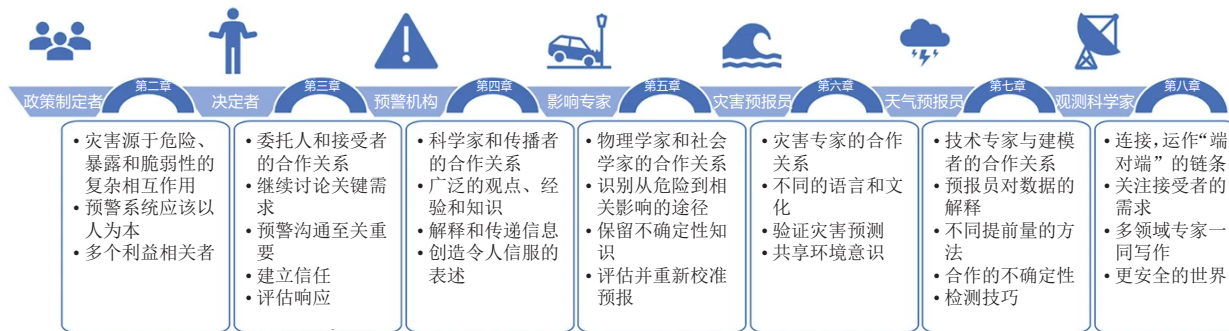 政策制定者
第二章
决定者
第三章
预警机构
第四章
影响专家
第五章
灾害预报员
第六章
天气预报员
第七章
观测科学家
第八章
• 灾害源于危险、
暴露和脆弱性的
复杂相互作用
• 预警系统应该以
人为本
• 多个利益相关者
• 委托人和接受者
的合作关系
• 继续讨论关键需
求
• 预警沟通至关重
要
• 建立信任
• 评估响应
• 科学家和传播者
的合作关系
• 广泛的观点、经
验和知识
• 解释和传递信息
• 创造令人信服的
表述
• 物理学家和社会
学家的合作关系
• 识别从危险到相
关影响的途径
• 保留不确定性知
识
• 评估并重新校准
预报
• 灾害专家的合作
关系
• 不同的语言和文
化
• 验证灾害预测
• 共享环境意识
• 技术专家与建模
者的合作关系
• 预报员对数据的
解释
• 不同提前量的方
法
• 合作的不确定性
• 检测技巧
• 连接,运作“端
对端”的链条
• 关注接受者的
需求
• 多领域专家一
同写作
• 更安全的世界